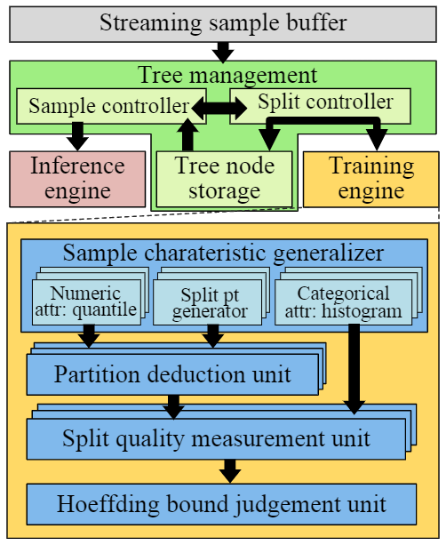 Streaming sample buffer
Tree management
Sample controller
Split controller
Inference
engine
Tree node
storage
Training
engine
Sample charateristic generalizer
Numeric
attr: quantile
Split pt
generator
Categorical
attr: histogram
Partition deduction unit
Split quality measurement unit
Hoeffding bound judgement unit